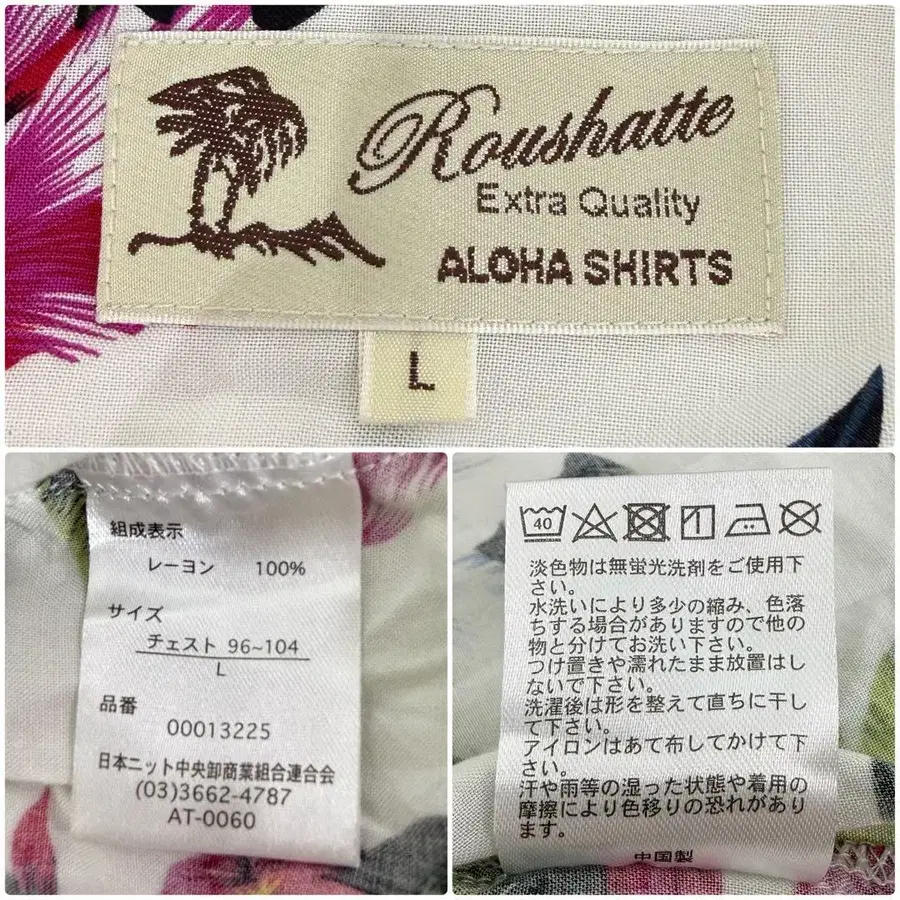 Roushatte
Extra Quality
ALOHA SHIRTS
L
組成表示
レーヨン 100%
サイズ
チェスト 96~104
L
品番
00013225
日本ニット中央卸商業組合連合会
(03)3662-4787
AT-0060
40
淡色物は無蛍光洗剤をご使用下
さい。
水洗いにより多少の縮み、色落
ちする場合がありますので他の
物と分けてお洗い下さい。
つけ置きや濡れたまま放置はし
ないで下さい。
洗濯後は形を整えて直ちに干し
て下さい。
アイロンはあて布してかけて下
さい。
汗や雨等の湿った状態や着用の
摩擦により色移りの恐れがあり
ます。
中国製